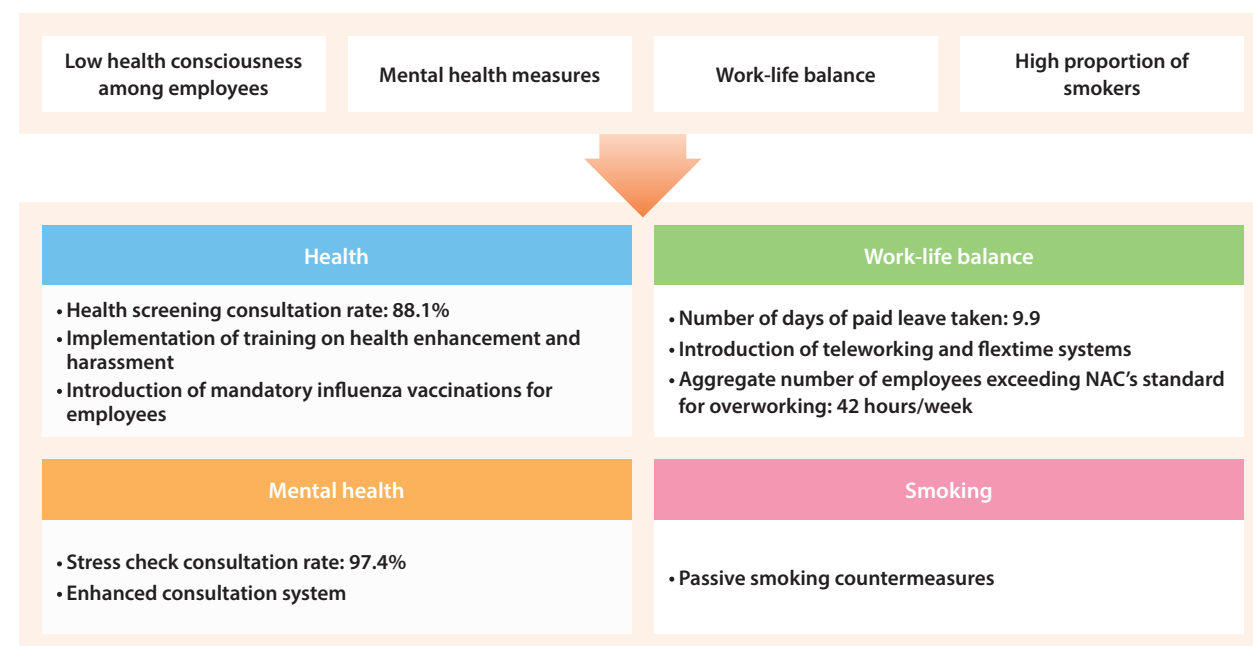 Low health consciousness
among employees
Mental health measures
Work-life balance
High proportion of
smokers
Health
• Health screening consultation rate: 88.1%
• Implementation of training on health enhancement and
harassment
• Introduction of mandatory influenza vaccinations for
employees
Work-life balance
• Number of days of paid leave taken: 9.9
• Introduction of teleworking and flextime systems
• Aggregate number of employees exceeding NAC’s standard
for overworking: 42 hours/week
Mental health
• Stress check consultation rate: 97.4%
• Enhanced consultation system
Smoking
• Passive smoking countermeasures